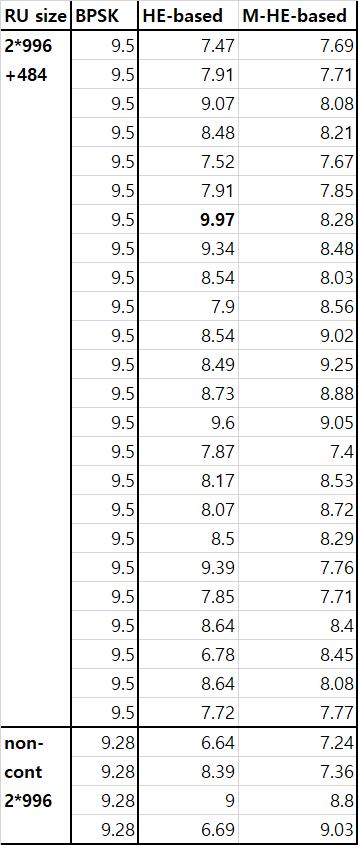 RU size BPSK HE-based M-HE-based
2*996 9.5 7.47 7.69
+484 9.5 7.91 7.71
9.5 9.07 8.08
9.5 8.48 8.21
9.5 7.52 7.67
9.5 7.91 7.85
9.5 9.97 8.28
9.5 9.34 8.48
9.5 8.54 8.03
9.5 7.9 8.56
9.5 8.54 9.02
9.5 8.49 9.25
9.5 8.73 8.88
9.5 9.6 9.05
9.5 7.87 7.4
9.5 8.17 8.53
9.5 8.07 8.72
9.5 8.5 8.29
9.5 9.39 7.76
9.5 7.85 7.71
9.5 8.64 8.4
9.5 6.78 8.45
9.5 8.64 8.08
9.5 7.72 7.77
non- 9.28 6.64 7.24
cont 9.28 8.39 7.36
2*996 9.28 9 8.8
9.28 6.69 9.03